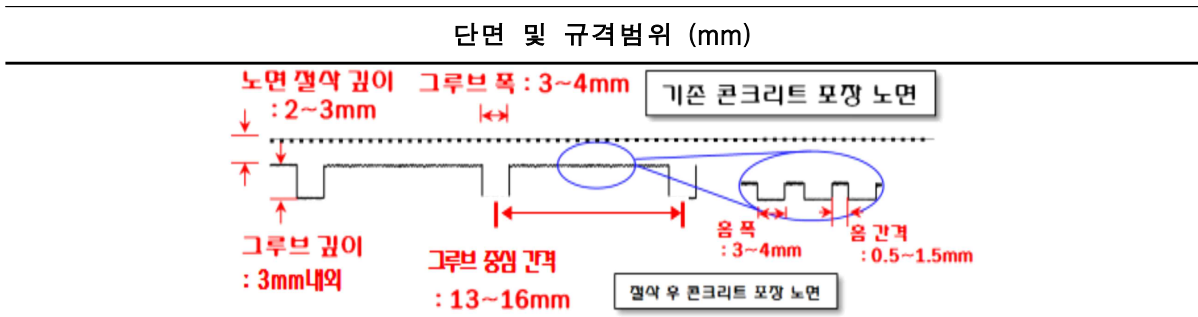 단면 및 규격범위 (mm)
노면 절삭 깊이
: 2~3mm
그루브 폭 : 3~4mm
기존 콘크리트 포장 노면
그루브 깊이
: 3mm내외
그루브 중심 간격
: 13~16mm
홈 폭
: 3~4mm
홈 간격
: 0.5~1.5mm
절삭 후 콘크리트 포장 노면